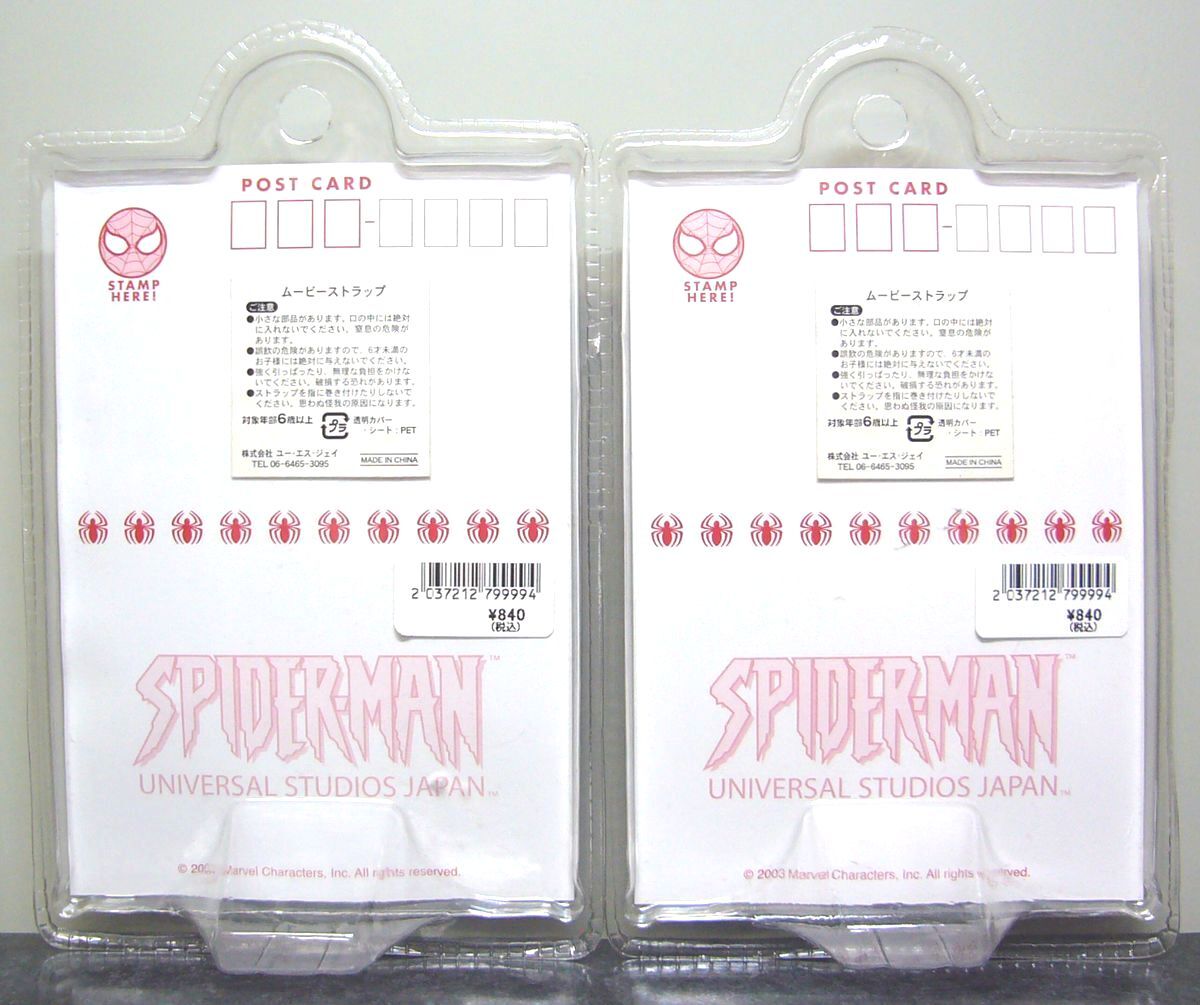 POST CARD
STAMP
HERE!
ムービーストラップ
ご注意
●小さな部品があります。口の中には絶対
に入れないでください。窒息の危険が
あります。
●誤飲の危険がありますので、6才未満の
お子様には絶対に与えないでください。
●強く引っぱったり、無理な負担をかけな
いでください。破損する恐れがあります。
●ストラップを指に巻き付けたりしないで
ください。思わぬ怪我の原因になります。
対象年齢6歳以上 プラ 透明カバー
・シート：PET
株式会社 ユー・エス・ジェイ
TEL 06-6465-3095 MADE IN CHINA
2 037212 799994
¥840
(税込)
SPIDER-MAN™
UNIVERSAL STUDIOS JAPAN™
© Marvel Characters, Inc. All rights reserved.
POST CARD
STAMP
HERE!
ムービーストラップ
ご注意
●小さな部品があります。口の中には絶対
に入れないでください。窒息の危険が
あります。
●誤飲の危険がありますので、6才未満の
お子様には絶対に与えないでください。
●強く引っぱったり、無理な負担をかけな
いでください。破損する恐れがあります。
●ストラップを指に巻き付けたりしないで
ください。思わぬ怪我の原因になります。
対象年齢6歳以上 プラ 透明カバー
・シート：PET
株式会社 ユー・エス・ジェイ
TEL 06-6465-3095 MADE IN CHINA
2 037212 799994
¥840
(税込)
SPIDER-MAN™
UNIVERSAL STUDIOS JAPAN™
© 2003 Marvel Characters, Inc. All rights